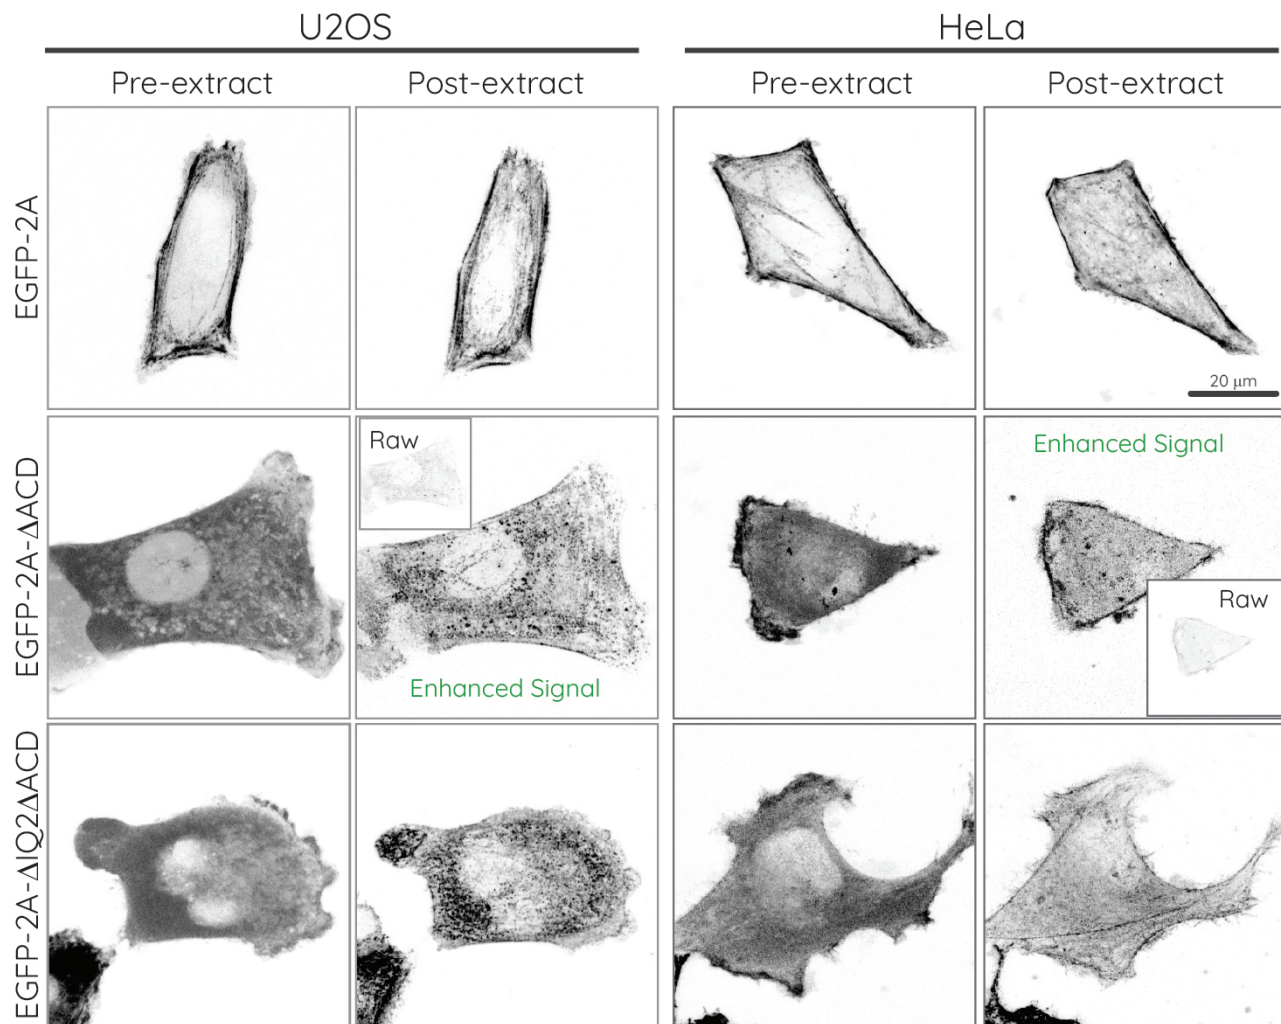 U2OS
HeLa
Pre-extract
Post-extract
Pre-extract
Post-extract
EGFP-2A
20 μm
EGFP-2A-ΔACD
Raw
Enhanced Signal
Enhanced Signal
Raw
EGFP-2A-ΔIQ2ΔACD